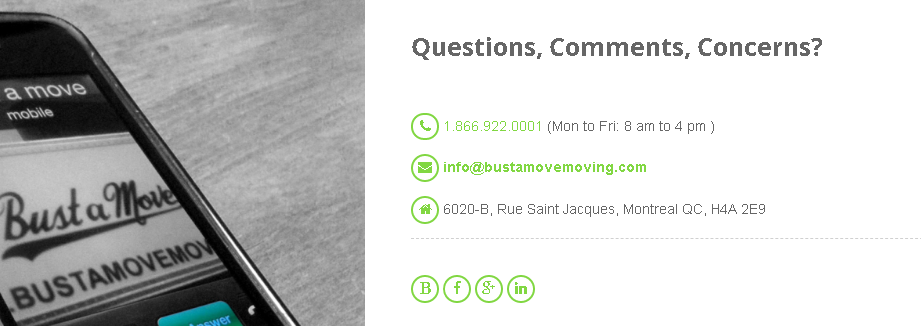 a move
mobile
Bust a Move
.BUSTAMOVEMOV
Answer
Questions, Comments, Concerns?
1.866.922.0001 (Mon to Fri: 8 am to 4 pm )
info@bustamovemoving.com
6020-B, Rue Saint Jacques, Montreal QC, H4A 2E9
B f g+ in